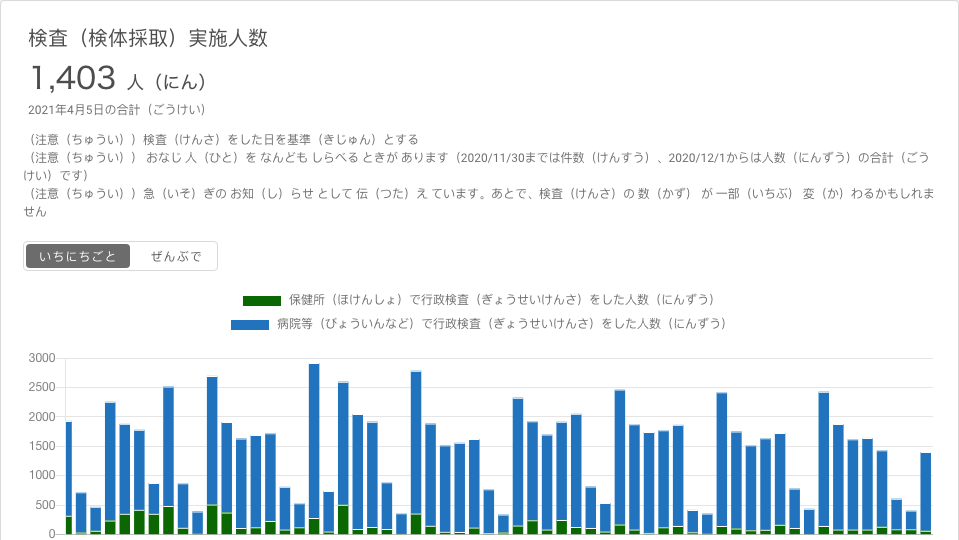 検査（検体採取）実施人数
1,403 人（にん）
2021年4月5日の合計（ごうけい）
（注意（ちゅうい））検査（けんさ）をした日を基準（きじゅん）とする
（注意（ちゅうい）） おなじ 人（ひと）を なんども しらべる ときが あります（2020/11/30までは件数（けんすう）、2020/12/1からは人数（にんずう）の合計（ごう
けい）です）
（注意（ちゅうい））急（いそ）ぎの お知（し）らせ として 伝（つた）え ています。あとで、検査（けんさ）の 数（かず） が 一部（いちぶ） 変（か）わるかもしれま
せん
いちにちごと ぜんぶで
保健所（ほけんしょ）で行政検査（ぎょうせいけんさ）をした人数（にんずう）
病院等（びょういんなど）で行政検査（ぎょうせいけんさ）をした人数（にんずう）
3000
2500
2000
1500
1000
500
0